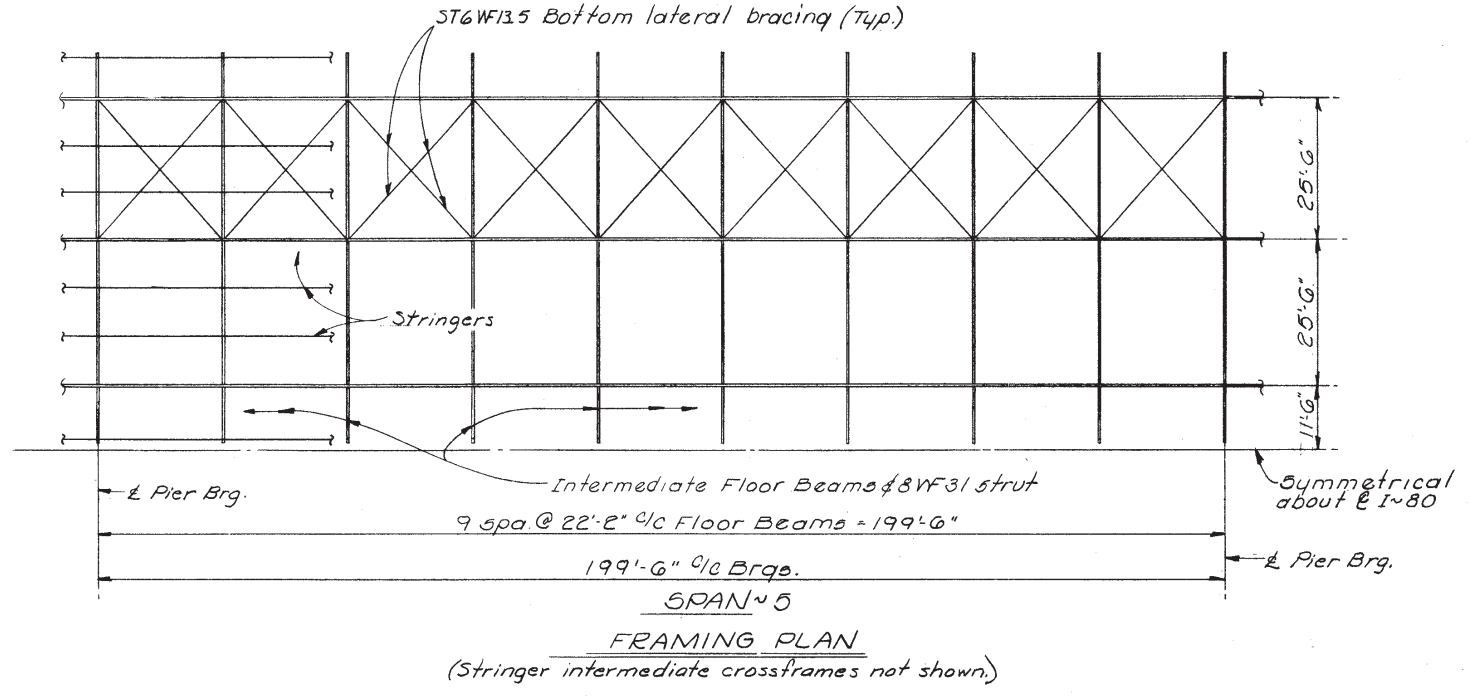 ST6WF13.5 Bottom lateral bracing (Typ.)
25'-6"
Stringers
25'-6"
11'-6"
Intermediate Floor Beams & 8WF31 strut
Symmetrical
about ℄ I~80
℄ Pier Brg.
9 spa. @ 22'-2" c/c Floor Beams = 199'-6"
℄ Pier Brg.
199'-6" c/c Brgs.
SPAN~5
FRAMING PLAN
(Stringer intermediate crossframes not shown.)